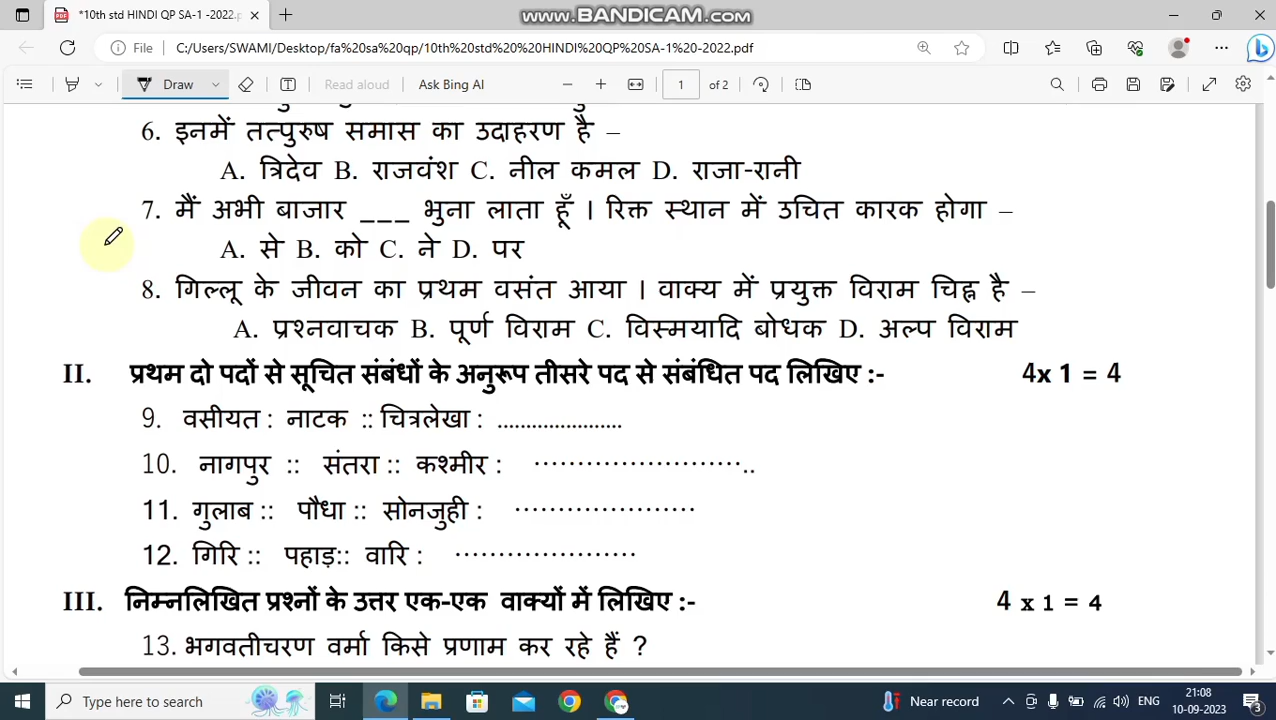 www.BANDICAM.com
*10th std HINDI QP SA-1 -2022.p
File C:/Users/SWAMI/Desktop/fa%20sa%20qp/10th%20std%20%20HINDI%20QP%20SA-1%20-2022.pdf
Draw Read aloud Ask Bing AI 1 of 2
6. इनमें तत्पुरुष समास का उदाहरण है –
A. त्रिदेव B. राजवंश C. नील कमल D. राजा-रानी
7. मैं अभी बाजार ___ भुना लाता हूँ । रिक्त स्थान में उचित कारक होगा –
A. से B. को C. ने D. पर
8. गिल्लू के जीवन का प्रथम वसंत आया । वाक्य में प्रयुक्त विराम चिह्न है –
A. प्रश्नवाचक B. पूर्ण विराम C. विस्मयादि बोधक D. अल्प विराम
II. प्रथम दो पदों से सूचित संबंधों के अनुरूप तीसरे पद से संबंधित पद लिखिए :- 4x 1 = 4
9. वसीयत : नाटक :: चित्रलेखा : ......................
10. नागपुर :: संतरा :: कश्मीर : ..........................
11. गुलाब :: पौधा :: सोनजुही : .....................
12. गिरि :: पहाड़:: वारि : .....................
III. निम्नलिखित प्रश्नों के उत्तर एक-एक वाक्यों में लिखिए :- 4 x 1 = 4
13. भगवतीचरण वर्मा किसे प्रणाम कर रहे हैं ?
Type here to search Near record ENG 21:08
10-09-2023 3